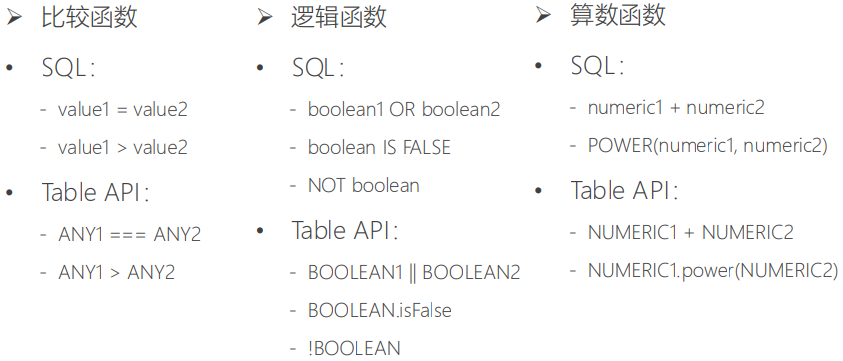 ➢ 比较函数
• SQL：
- value1 = value2
- value1 > value2
• Table API：
- ANY1 === ANY2
- ANY1 > ANY2
➢ 逻辑函数
• SQL：
- boolean1 OR boolean2
- boolean IS FALSE
- NOT boolean
• Table API：
- BOOLEAN1 || BOOLEAN2
- BOOLEAN.isFalse
- !BOOLEAN
➢ 算数函数
• SQL：
- numeric1 + numeric2
- POWER(numeric1, numeric2)
• Table API：
- NUMERIC1 + NUMERIC2
- NUMERIC1.power(NUMERIC2)